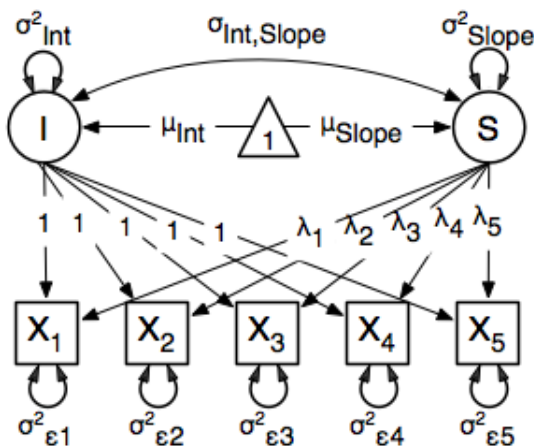 σ²Int σInt,Slope σ²Slope
I μInt 1 μSlope S
1 1 1 1 1 λ₁ λ₂ λ₃ λ₄ λ₅
X₁ X₂ X₃ X₄ X₅
σ²ε1 σ²ε2 σ²ε3 σ²ε4 σ²ε5